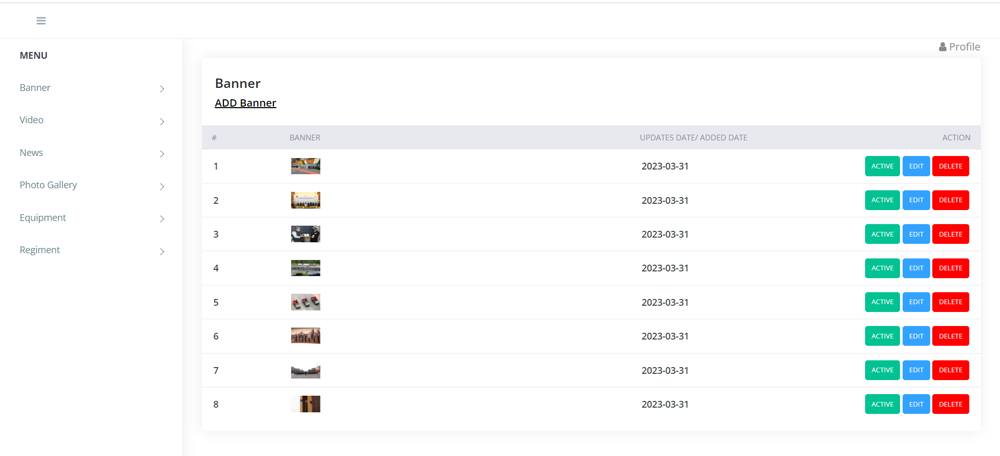 Profile
MENU
Banner
Video
News
Photo Gallery
Equipment
Regiment
Banner
ADD Banner
# BANNER UPDATES DATE/ ADDED DATE ACTION
1 2023-03-31 ACTIVE EDIT DELETE
2 2023-03-31 ACTIVE EDIT DELETE
3 2023-03-31 ACTIVE EDIT DELETE
4 2023-03-31 ACTIVE EDIT DELETE
5 2023-03-31 ACTIVE EDIT DELETE
6 2023-03-31 ACTIVE EDIT DELETE
7 2023-03-31 ACTIVE EDIT DELETE
8 2023-03-31 ACTIVE EDIT DELETE